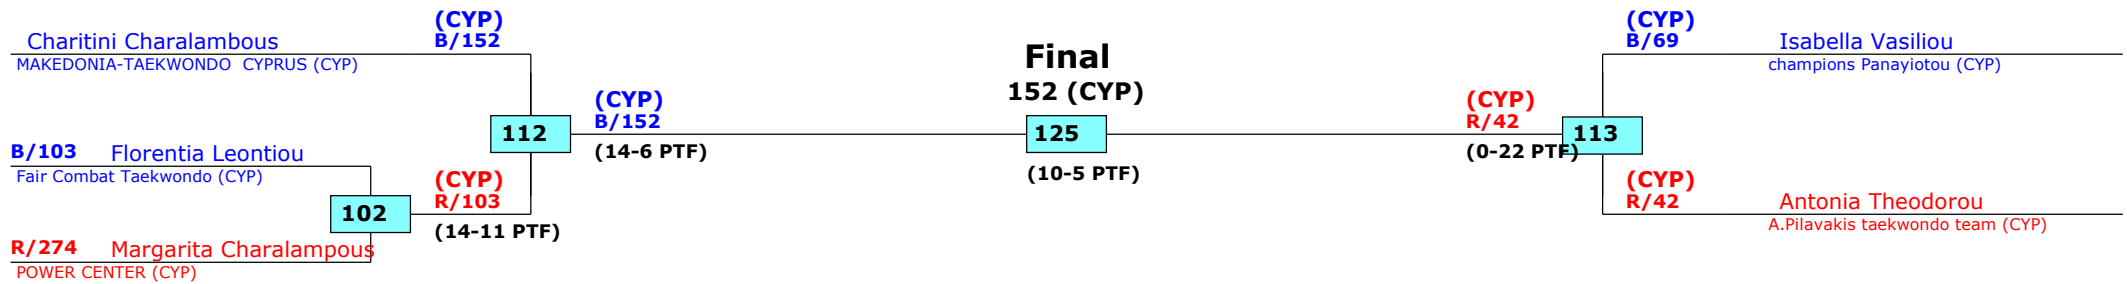 (CYP)
B/152
Charitini Charalambous
MAKEDONIA-TAEKWONDO  CYPRUS (CYP)
112
(CYP)
B/152
(14-6 PTF)
B/103 Florentia Leontiou
Fair Combat Taekwondo (CYP)
102
(CYP)
R/103
(14-11 PTF)
R/274 Margarita Charalampous
POWER CENTER (CYP)
Final
152 (CYP)
125
(10-5 PTF)
(CYP)
B/69
Isabella Vasiliou
champions Panayiotou (CYP)
(CYP)
R/42
(0-22 PTF)
113
(CYP)
R/42
Antonia Theodorou
A.Pilavakis taekwondo team (CYP)